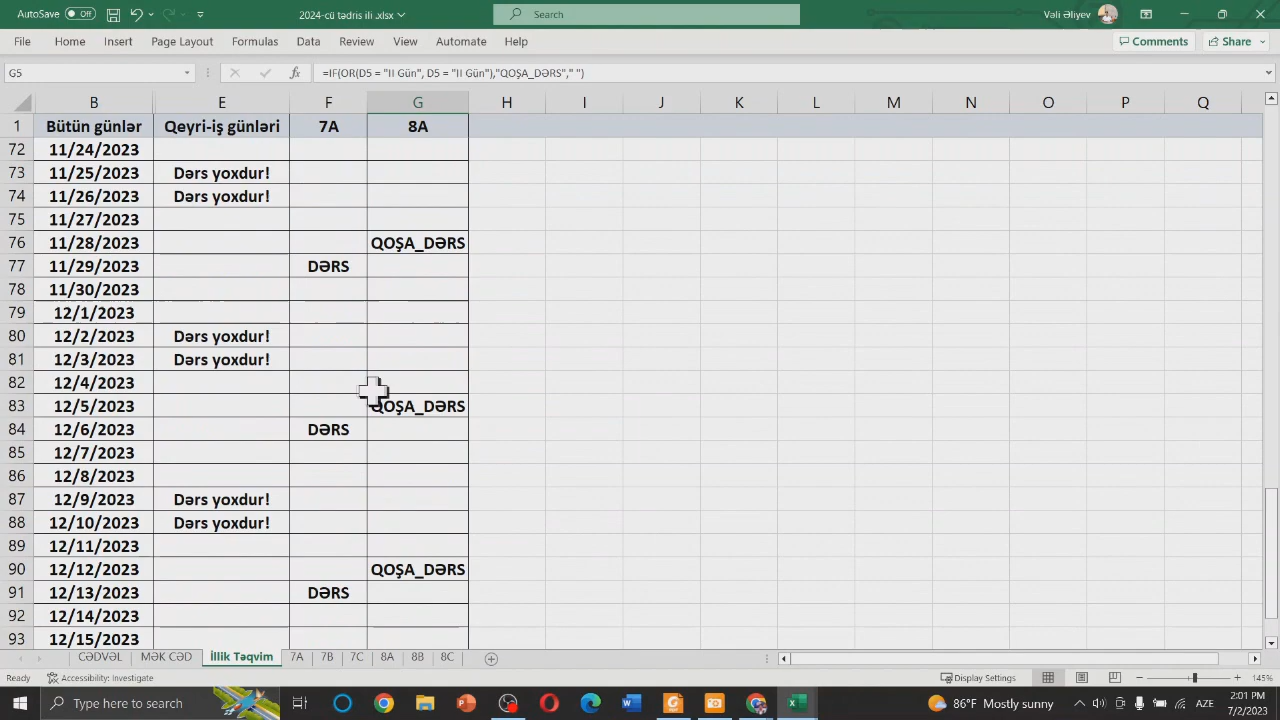 AutoSave Off 2024-cü tədris ili.xlsx Search Vəli Əliyev
File Home Insert Page Layout Formulas Data Review View Automate Help Comments Share
G5 fx =IF(OR(D5 = "II Gün", D5 = "II Gün"),"QOŞA_DƏRS"," ")
B E F G H I J K L M N O P Q
1 Bütün günlər Qeyri-iş günləri 7A 8A
72 11/24/2023
73 11/25/2023 Dərs yoxdur!
74 11/26/2023 Dərs yoxdur!
75 11/27/2023
76 11/28/2023 QOŞA_DƏRS
77 11/29/2023 DƏRS
78 11/30/2023
79 12/1/2023
80 12/2/2023 Dərs yoxdur!
81 12/3/2023 Dərs yoxdur!
82 12/4/2023
83 12/5/2023 QOŞA_DƏRS
84 12/6/2023 DƏRS
85 12/7/2023
86 12/8/2023
87 12/9/2023 Dərs yoxdur!
88 12/10/2023 Dərs yoxdur!
89 12/11/2023
90 12/12/2023 QOŞA_DƏRS
91 12/13/2023 DƏRS
92 12/14/2023
93 12/15/2023
CƏDVƏL MƏK CƏD İllik Təqvim 7A 7B 7C 8A 8B 8C
Ready Accessibility: Investigate Display Settings 145%
Type here to search 86°F Mostly sunny AZE 2:01 PM
7/2/2023